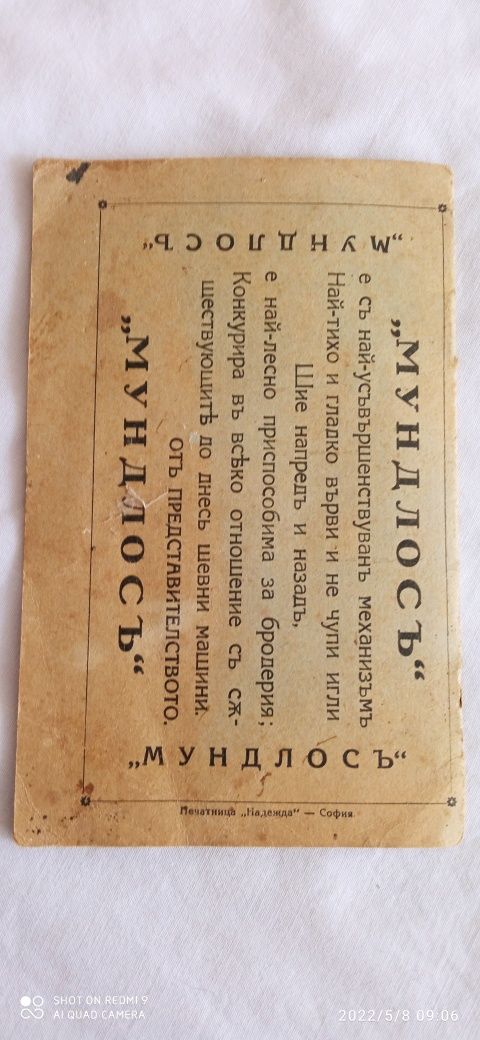 „МУНДЛОСЪ“
„МУНДЛОСЪ“
е съ най-усъвършенствуванъ механизъмъ
Най-тихо и гладко върви и не чупи игли
Шие напредъ и назадъ,
е най-лесно приспособима за бродерия;
Конкурира въ всѣко отношение съ сѫ-
ществующитѣ до днесь шевни машини.
отъ ПРЕДСТАВИТЕЛСТВОТО.
„МУНДЛОСЪ“
„МУНДЛОСЪ“
Печатница „Надежда“ — София.
SHOT ON REDMI 9
AI QUAD CAMERA
2022/5/8 09:06